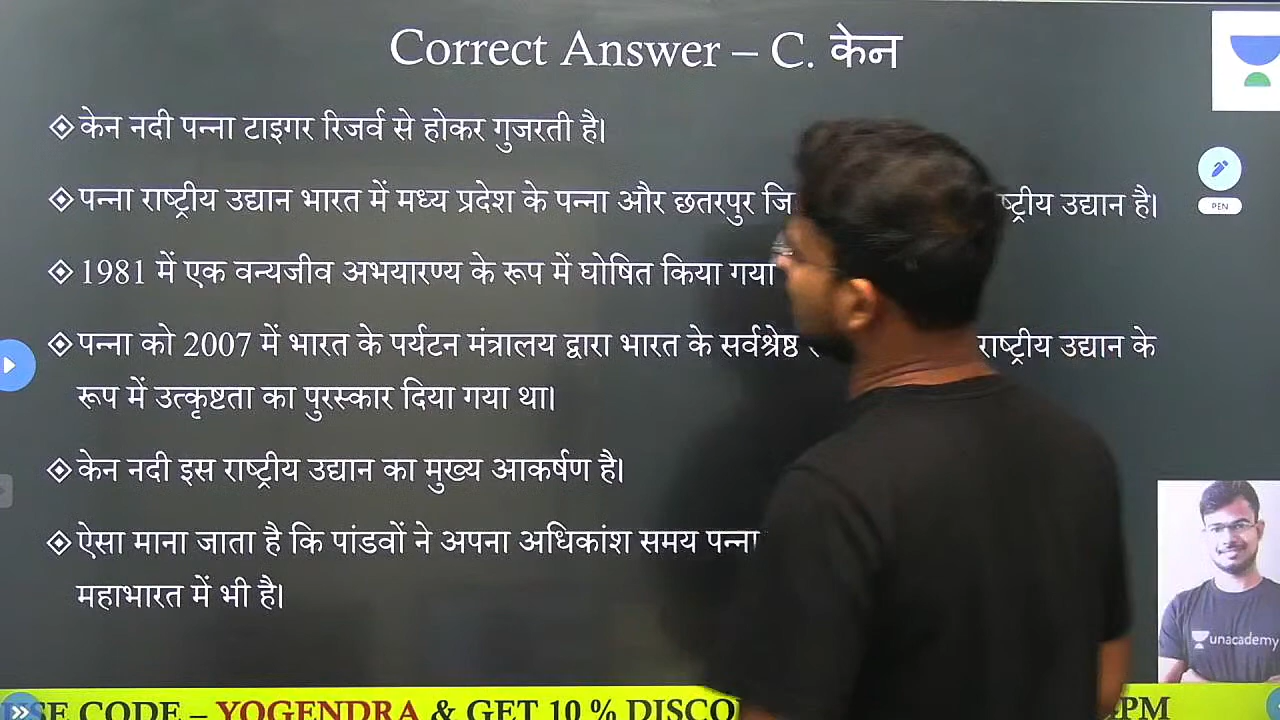 Correct Answer – C. केन
केन नदी पन्ना टाइगर रिजर्व से होकर गुजरती है।
पन्ना राष्ट्रीय उद्यान भारत में मध्य प्रदेश के पन्ना और छतरपुर उद्यान है।
PEN
1981 में एक वन्यजीव अभयारण्य के रूप में घोषित किया गया
पन्ना को 2007 में भारत के पर्यटन मंत्रालय द्वारा भारत के सर्वश्रेष्ठ राष्ट्रीय उद्यान के
रूप में उत्कृष्टता का पुरस्कार दिया गया था।
केन नदी इस राष्ट्रीय उद्यान का मुख्य आकर्षण है।
ऐसा माना जाता है कि पांडवों ने अपना अधिकांश समय पन्ना
महाभारत में भी है।
unacademy
CODE – YOGENDRA & GET 10 %